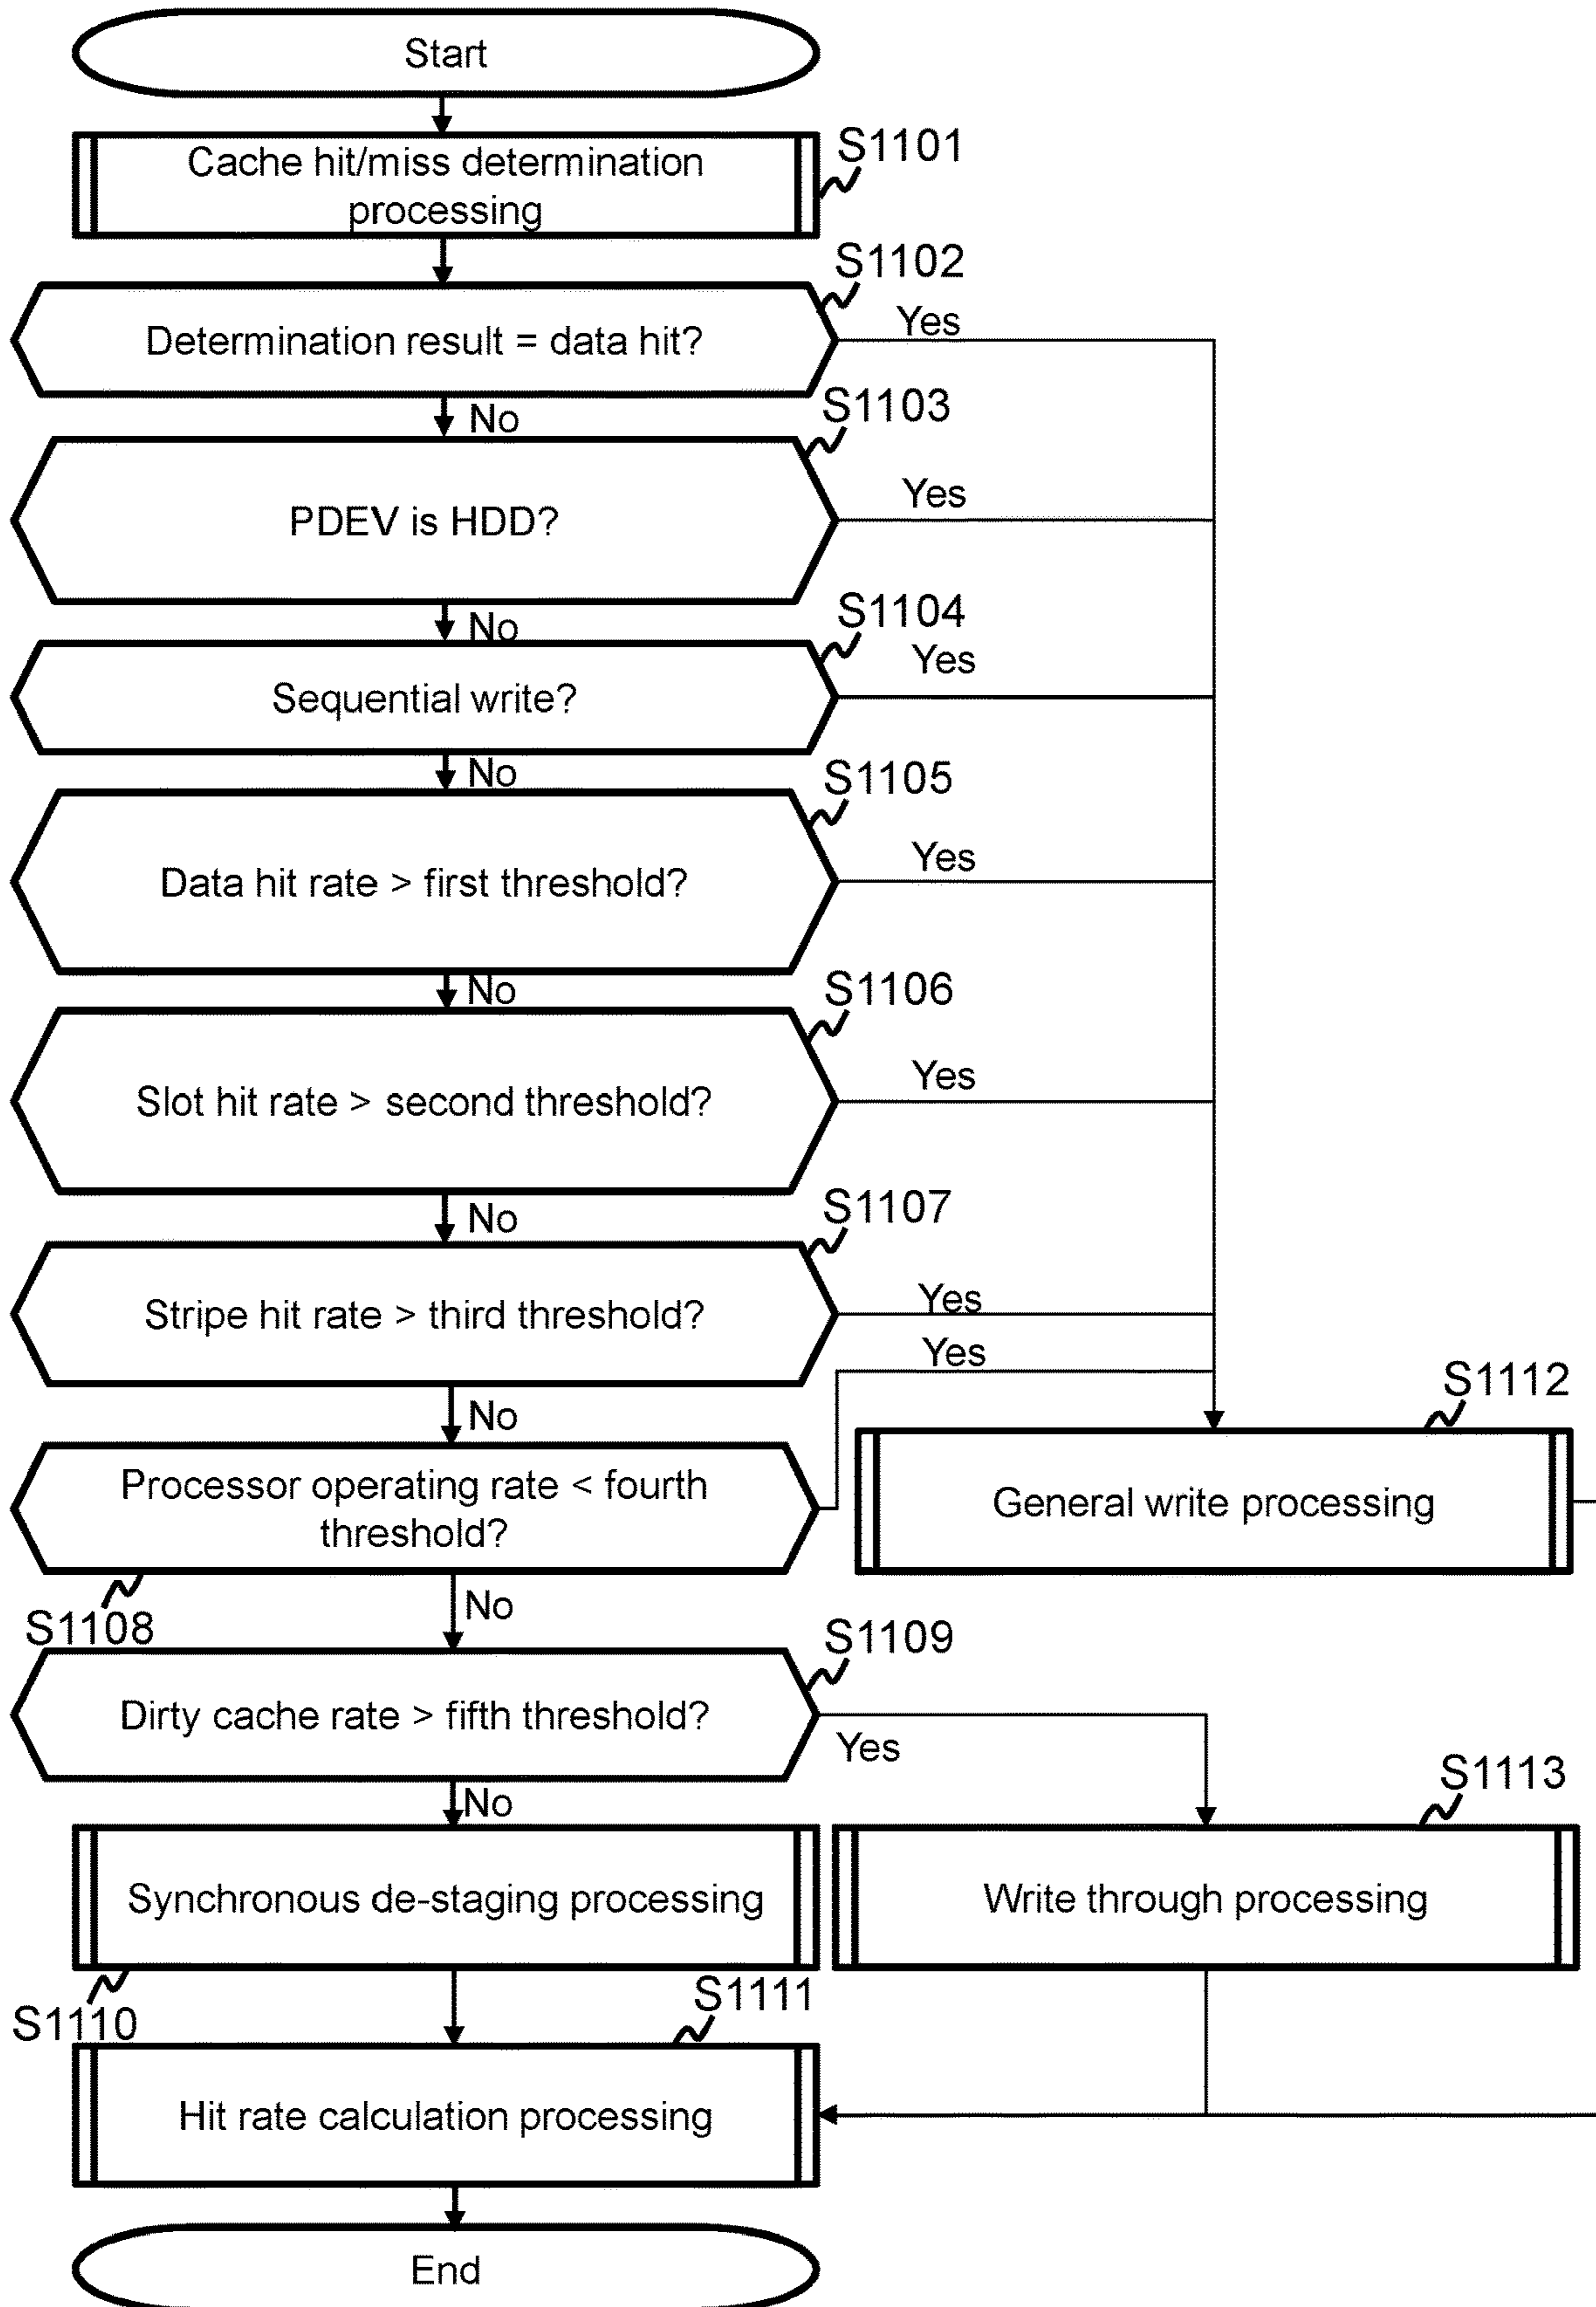 Start
S1101
Cache hit/miss determination
processing
S1102
Determination result = data hit?
Yes
No
S1103
PDEV is HDD?
Yes
No
S1104
Sequential write?
Yes
No
S1105
Data hit rate > first threshold?
Yes
No
S1106
Slot hit rate > second threshold?
Yes
No
S1107
Stripe hit rate > third threshold?
Yes
Yes
No
S1112
Processor operating rate < fourth
threshold?
General write processing
S1108
No
S1109
Dirty cache rate > fifth threshold?
Yes
No
S1113
Synchronous de-staging processing
Write through processing
S1110
S1111
Hit rate calculation processing
End